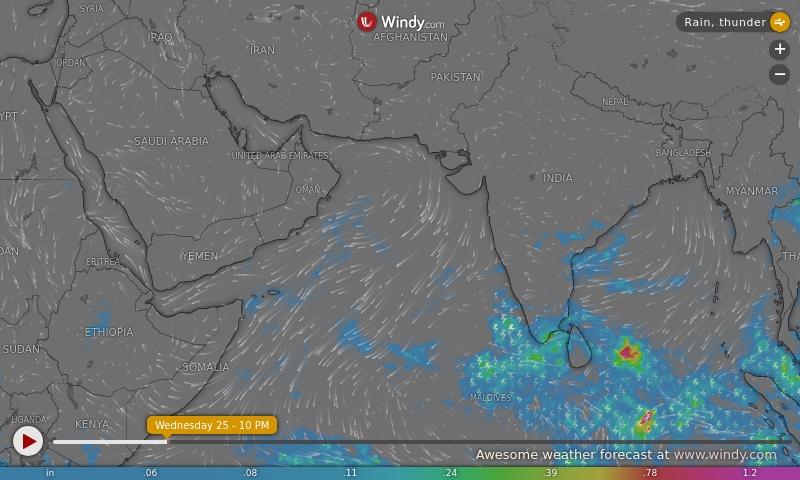 SYRIA
Windy.com
Rain, thunder
IRAQ
IRAN
AFGHANISTAN
JORDAN
PAKISTAN
NEPAL
YPT
SAUDI ARABIA
UNITED ARAB EMIRATES
BANGLADESH
INDIA
OMAN
MYANMAR
DAN
YEMEN
ERITREA
THA
ETHIOPIA
SUDAN
SOMALIA
MALDIVES
UGANDA
KENYA
Wednesday 25 - 10 PM
Awesome weather forecast at www.windy.com
in .06 .08 .11 .24 .39 .78 1.2